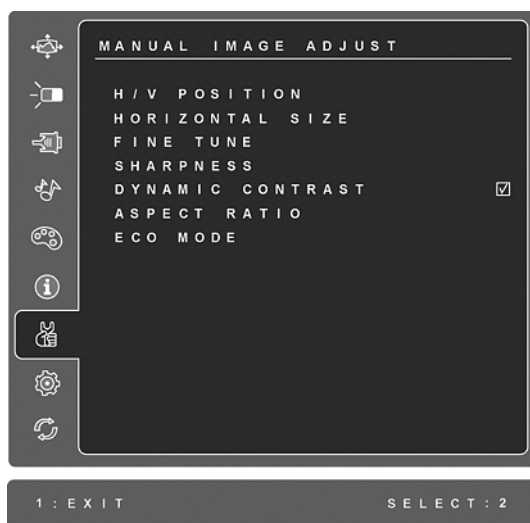 MANUAL IMAGE ADJUST
H/V POSITION
HORIZONTAL SIZE
FINE TUNE
SHARPNESS
DYNAMIC CONTRAST
ASPECT RATIO
ECO MODE
1:EXIT SELECT:2